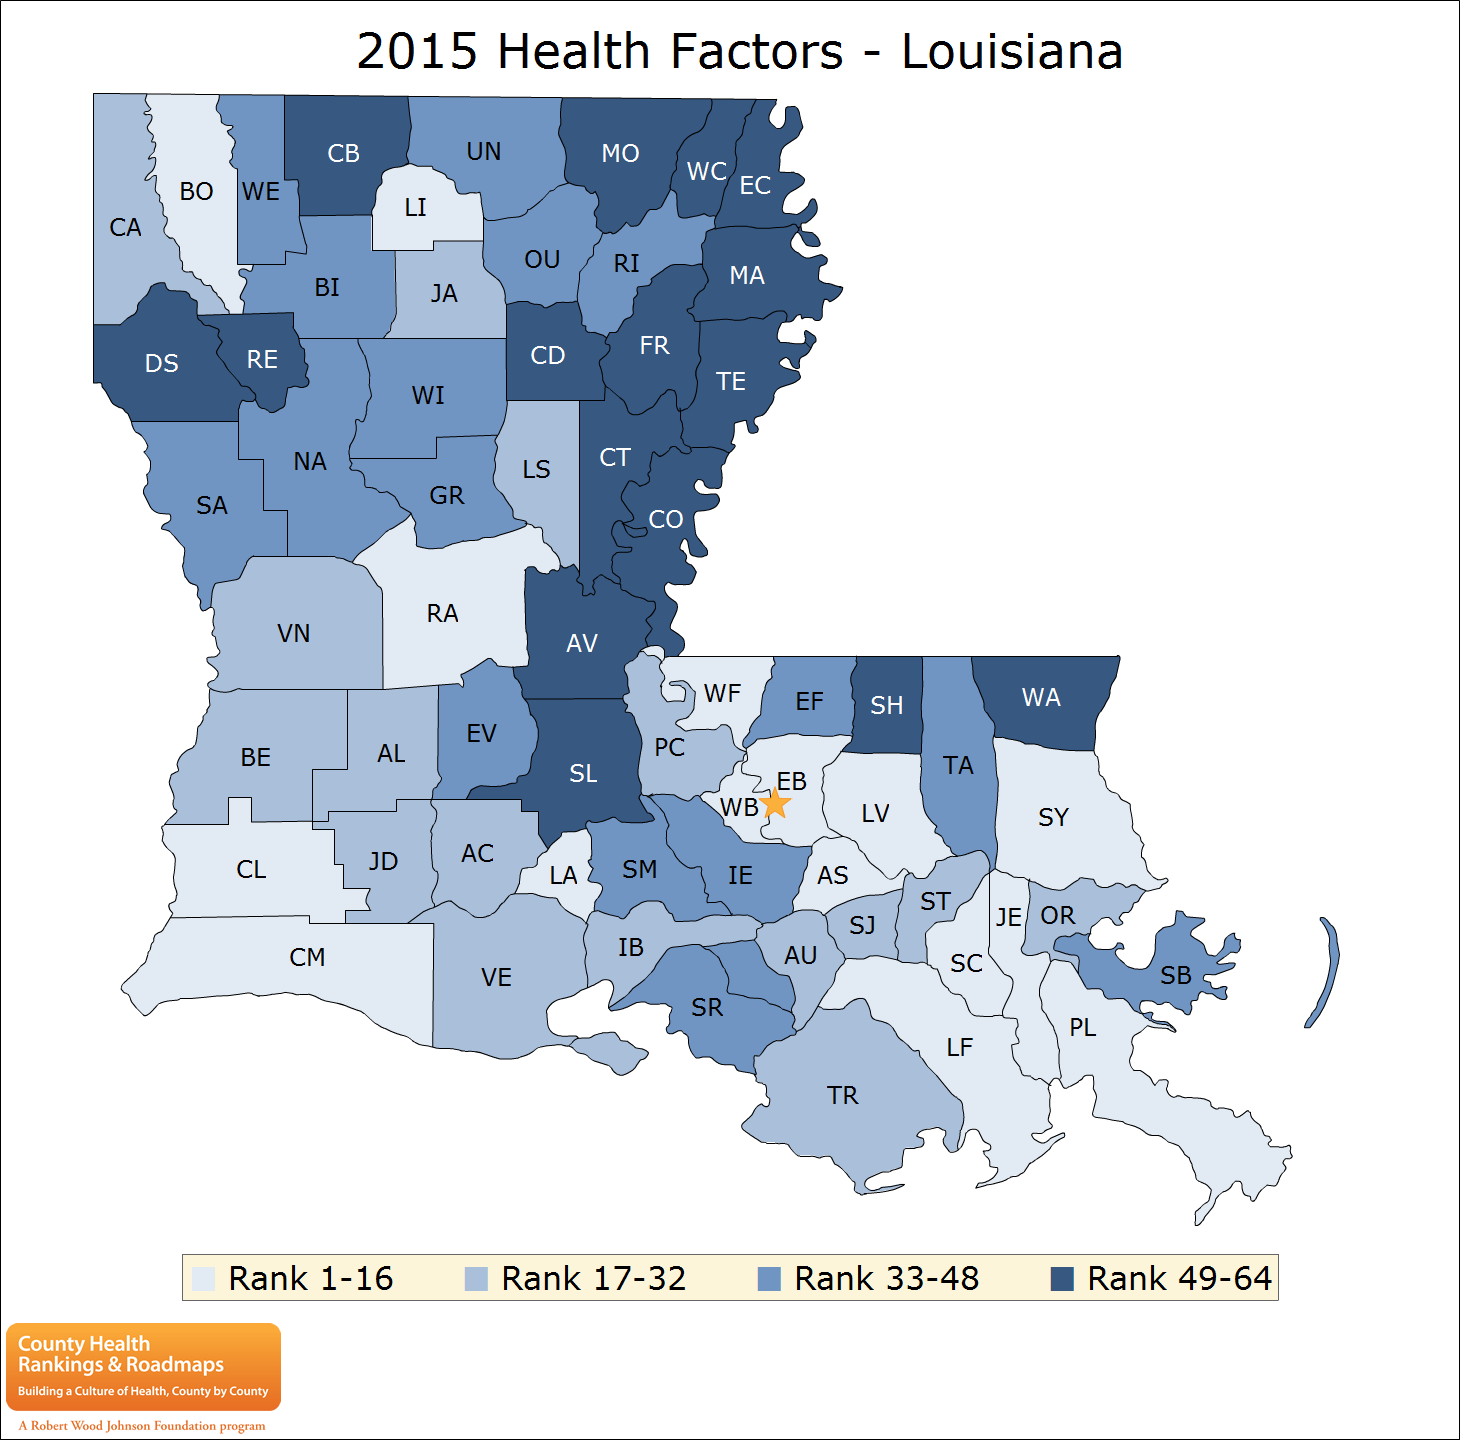 2015 Health Factors - Louisiana
CB
UN
MO
WC
EC
BO
WE
LI
CA
OU
RI
MA
BI
JA
DS
RE
CD
FR
TE
WI
NA
LS
CT
GR
SA
CO
RA
VN
AV
WF
EF
SH
WA
EV
PC
BE
AL
TA
SL
EB
WB
LV
SY
AC
JD
CL
LA
SM
IE
AS
ST
JE
OR
SJ
IB
AU
CM
SC
VE
SB
SR
PL
LF
TR
Rank 1-16 Rank 17-32 Rank 33-48 Rank 49-64
County Health
Rankings & Roadmaps
Building a Culture of Health, County by County
A Robert Wood Johnson Foundation program